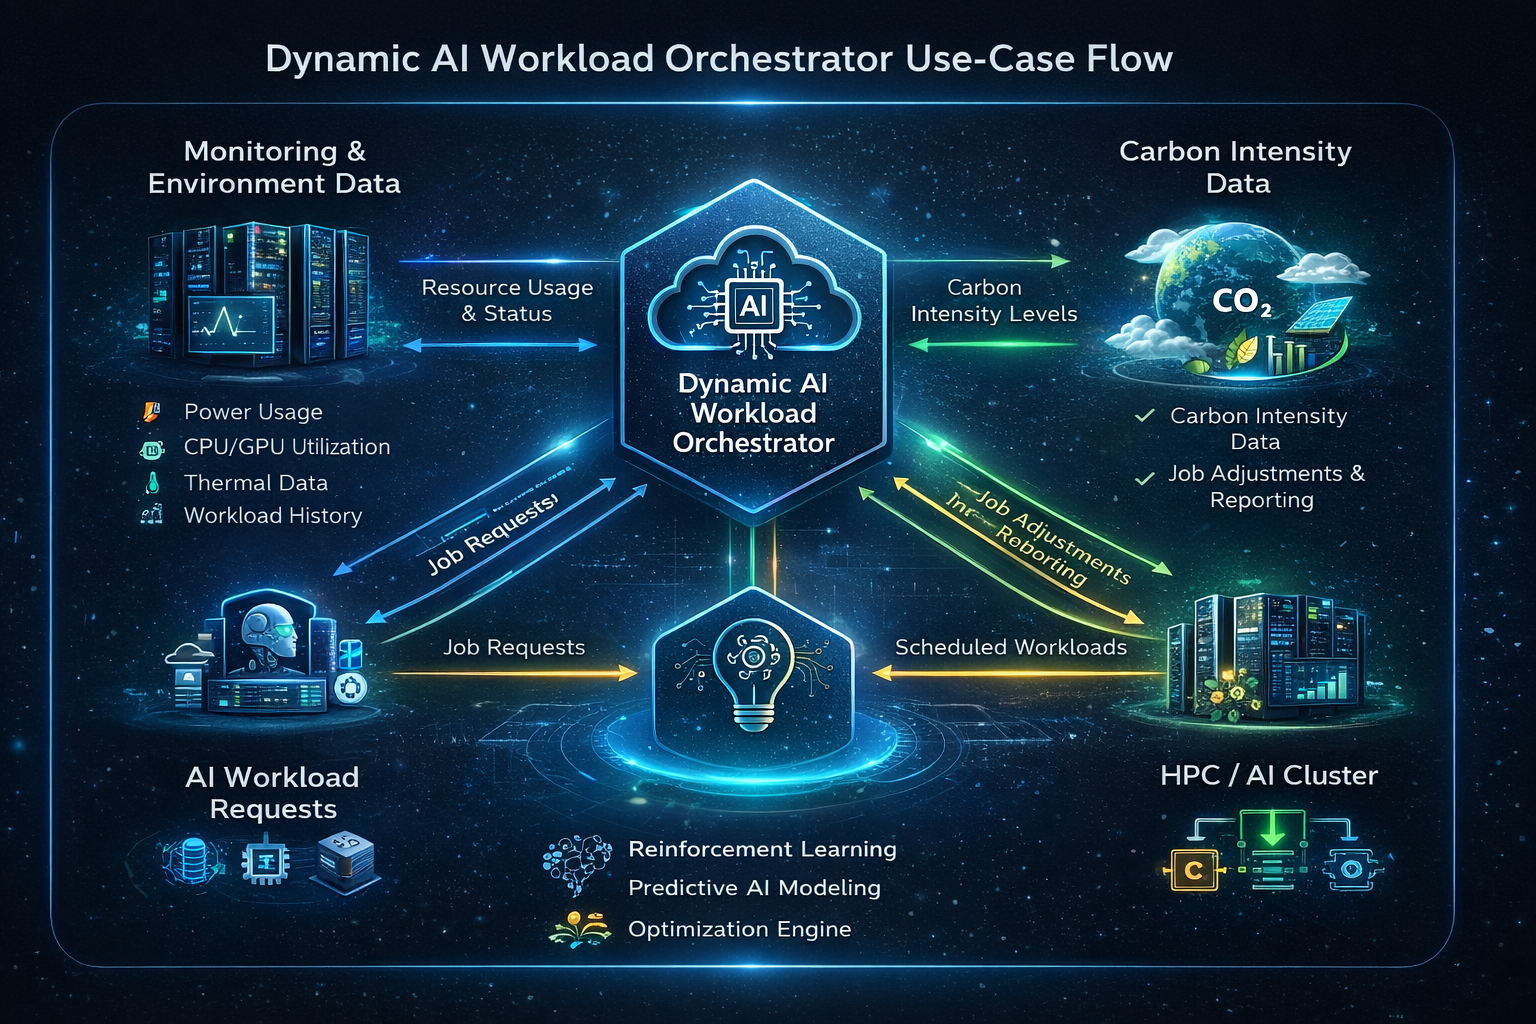 Dynamic AI Workload Orchestrator Use-Case Flow
Monitoring &
Environment Data
Carbon Intensity
Data
Resource Usage
& Status
Carbon
Intensity Levels
AI
CO₂
Dynamic AI
Workload
Orchestrator
Power Usage
CPU/GPU Utilization
Thermal Data
Workload History
Carbon Intensity
Data
Job Adjustments &
Reporting
Job Requests
Job Adjustments
Job Requests
Scheduled Workloads
AI Workload
Requests
HPC / AI Cluster
C
Reinforcement Learning
Predictive AI Modeling
Optimization Engine